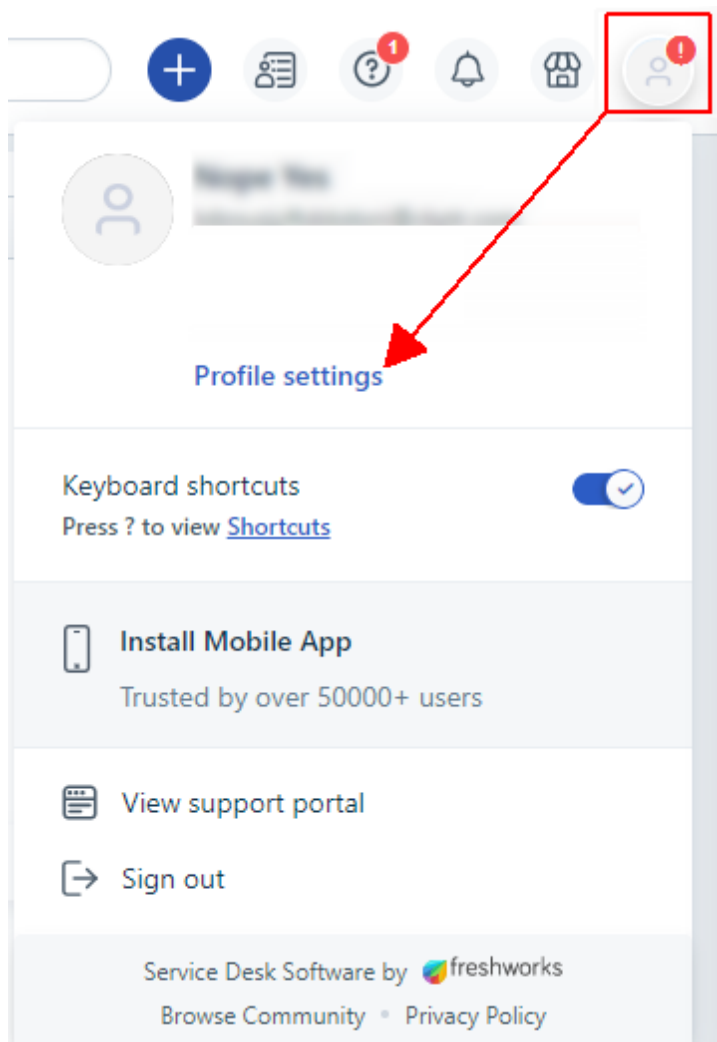 1
!
Profile settings
Keyboard shortcuts
Press ? to view Shortcuts
Install Mobile App
Trusted by over 50000+ users
View support portal
Sign out
Service Desk Software by freshworks
Browse Community • Privacy Policy